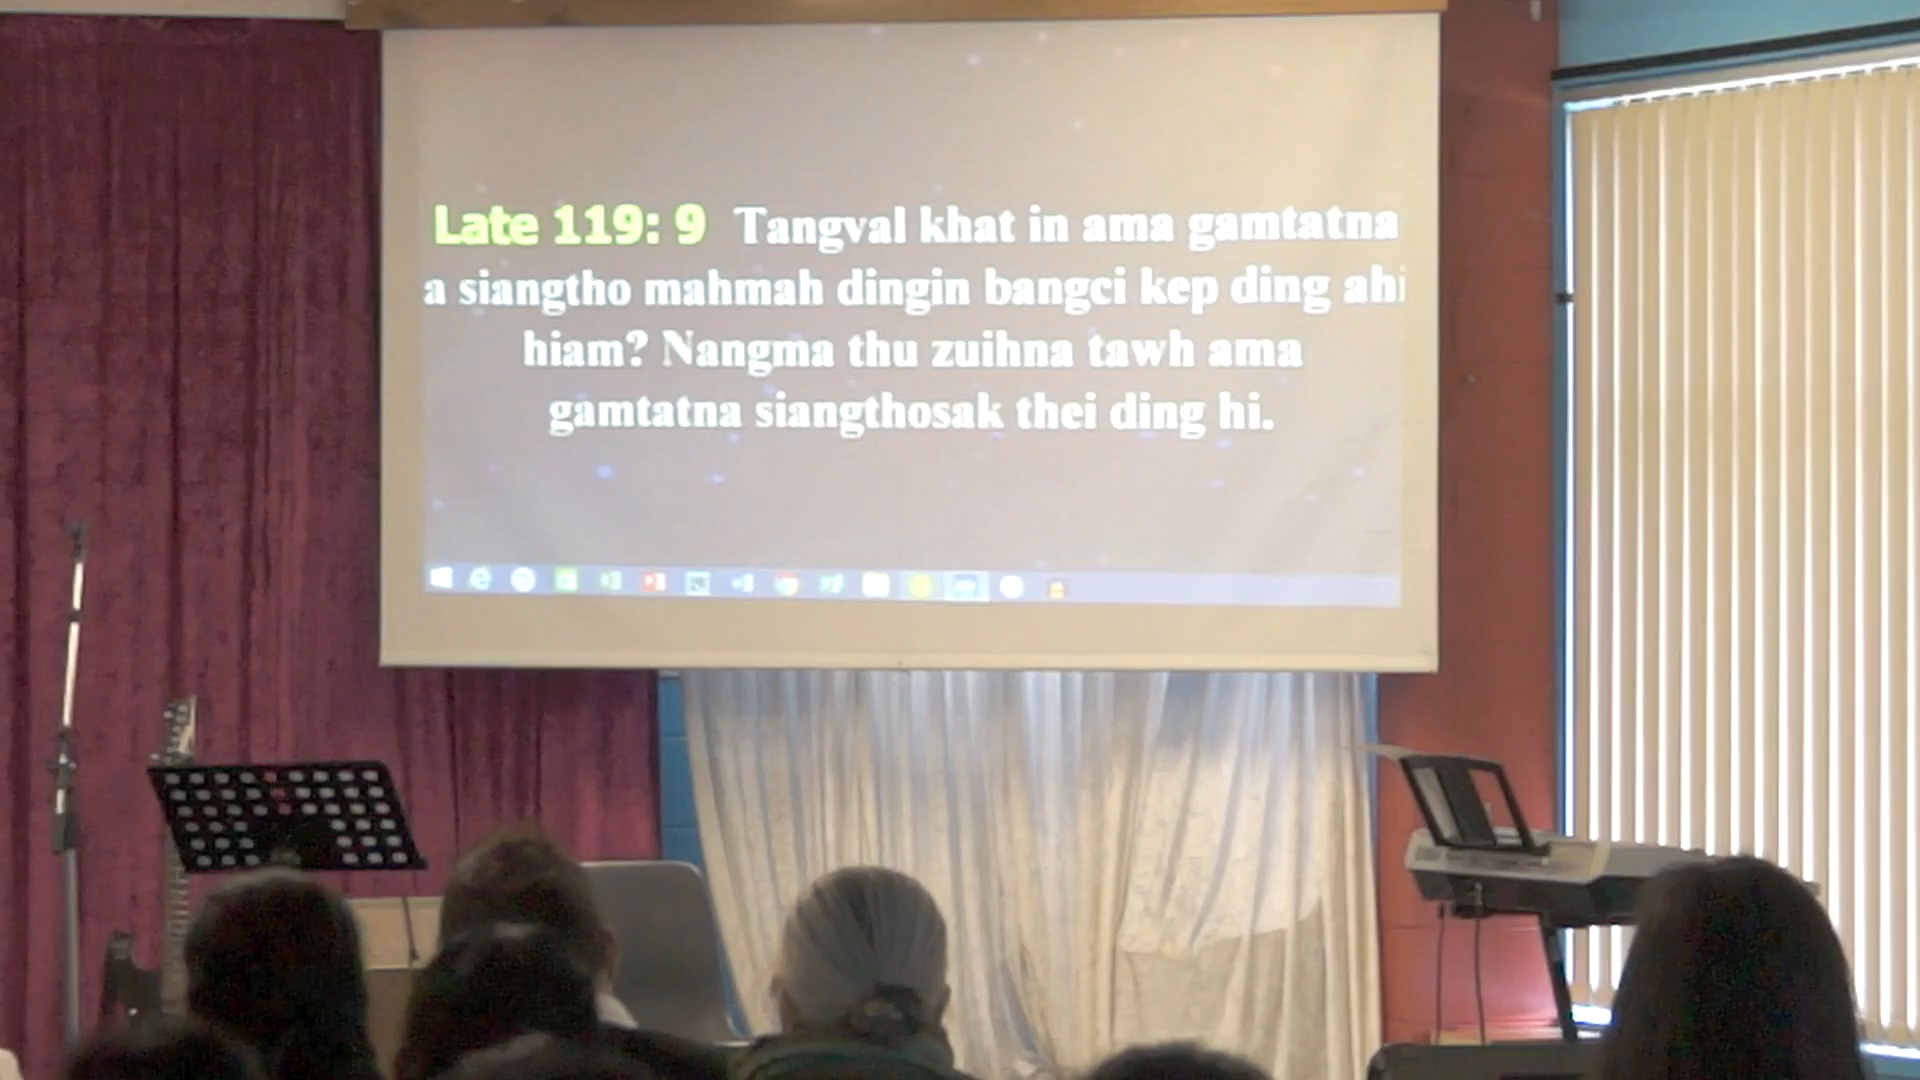 Late 119: 9 Tangval khat in ama gamtatna
a siangtho mahmah dingin bangci kep ding ahi
hiam? Nangma thu zuihna tawh ama
gamtatna siangthosak thei ding hi.